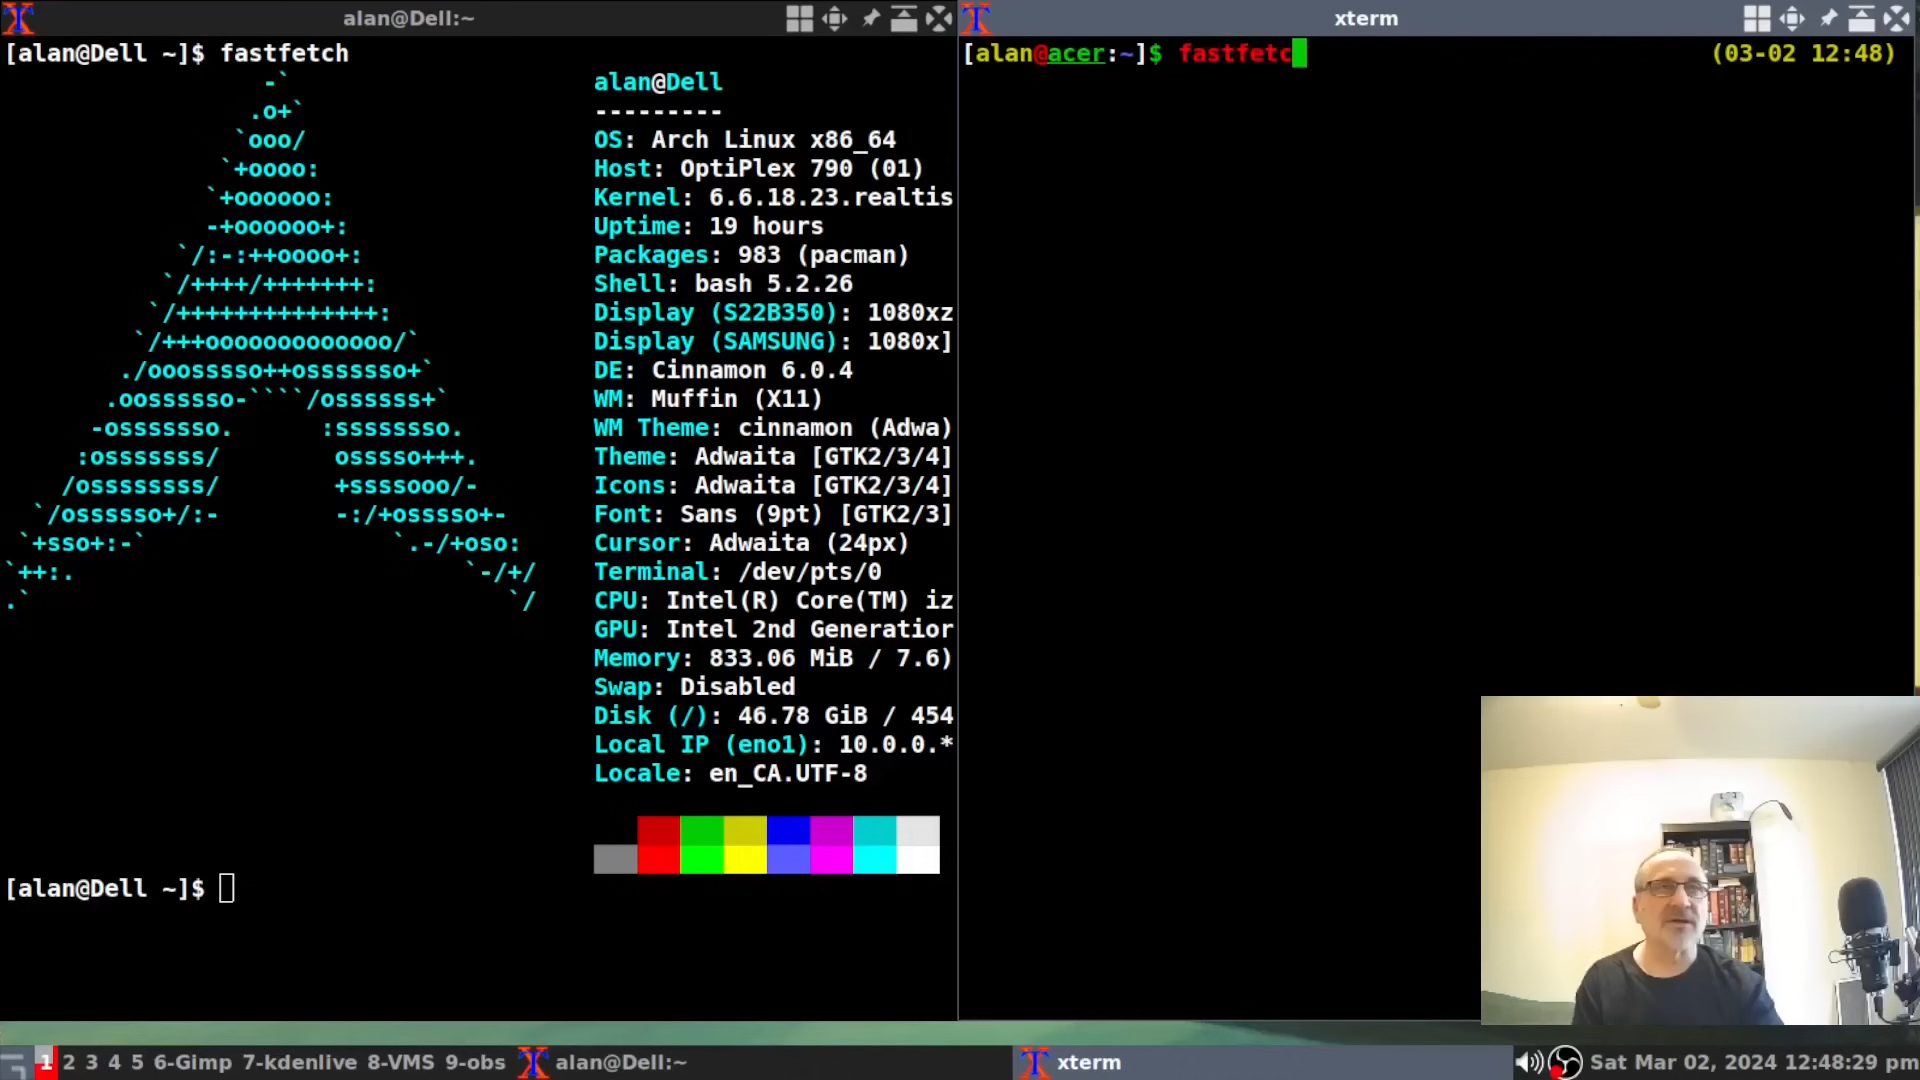 alan@Dell:~
xterm
[alan@Dell ~]$ fastfetch
-`
.o+`
`ooo/
`+oooo:
`+oooooo:
-+oooooo+:
`/:-:++oooo+:
`/++++/+++++++:
`/++++++++++++++:
`/+++ooooooooooooo/`
./ooosssso++osssssso+`
.oossssso-````/ossssss+`
-osssssso.      :ssssssso.
:osssssss/        osssso+++.
/ossssssss/        +ssssooo/-
`/ossssso+/:-        -:/+osssso+-
`+sso+:-`                 `.-/+oso:
`++:.                           `-/+/
.`                                 `/
alan@Dell
---------
OS: Arch Linux x86_64
Host: OptiPlex 790 (01)
Kernel: 6.6.18.23.realtis
Uptime: 19 hours
Packages: 983 (pacman)
Shell: bash 5.2.26
Display (S22B350): 1080xz
Display (SAMSUNG): 1080x]
DE: Cinnamon 6.0.4
WM: Muffin (X11)
WM Theme: cinnamon (Adwa)
Theme: Adwaita [GTK2/3/4]
Icons: Adwaita [GTK2/3/4]
Font: Sans (9pt) [GTK2/3]
Cursor: Adwaita (24px)
Terminal: /dev/pts/0
CPU: Intel(R) Core(TM) iz
GPU: Intel 2nd Generatior
Memory: 833.06 MiB / 7.6)
Swap: Disabled
Disk (/): 46.78 GiB / 454
Local IP (eno1): 10.0.0.*
Locale: en_CA.UTF-8
[alan@Dell ~]$
[alan@acer:~]$ fastfetc
(03-02 12:48)
1 2 3 4 5 6-Gimp 7-kdenlive 8-VMS 9-obs
alan@Dell:~
xterm
Sat Mar 02, 2024 12:48:29 pm